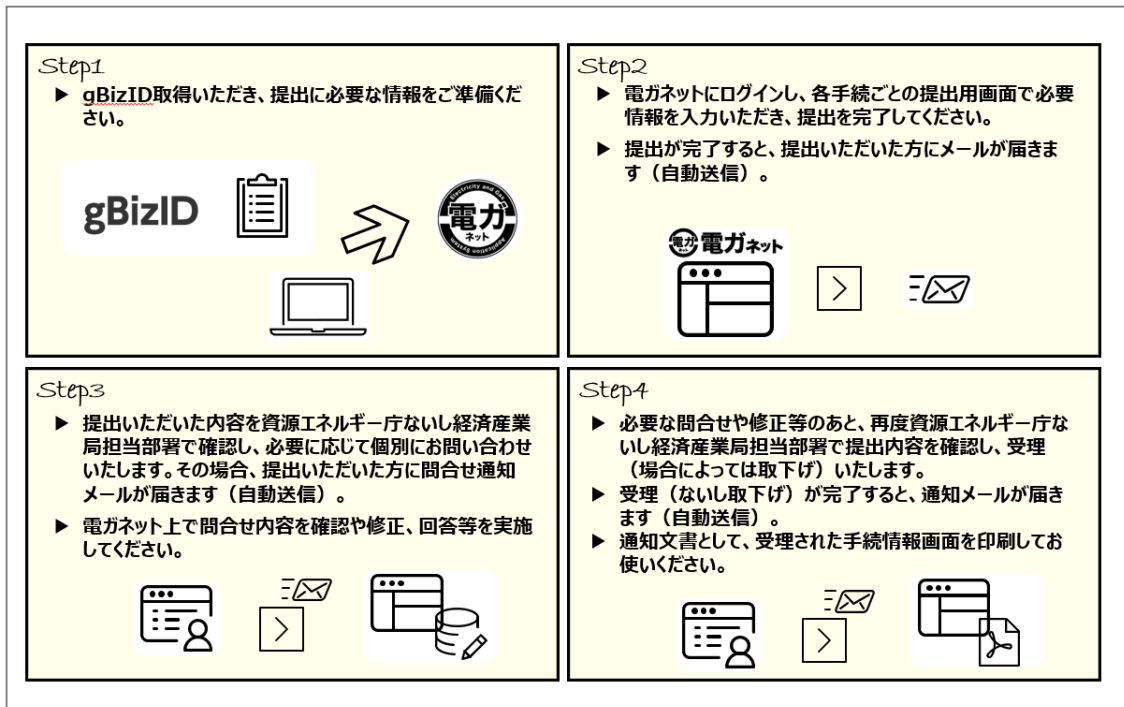 Step1
▶ gBizID取得いただき、提出に必要な情報をご準備くだ
さい。
gBizID
Electricity and Gas
電ガ
ネット
Application System
Step2
▶ 電ガネットにログインし、各手続ごとの提出用画面で必要
情報を入力いただき、提出を完了してください。
▶ 提出が完了すると、提出いただいた方にメールが届きま
す（自動送信）。
電ガ
ネット
電ガネット
Step3
▶ 提出いただいた内容を資源エネルギー庁ないし経済産業
局担当部署で確認し、必要に応じて個別にお問い合わせ
いたします。その場合、提出いただいた方に問合せ通知
メールが届きます（自動送信）。
▶ 電ガネット上で問合せ内容を確認や修正、回答等を実施
してください。
Step4
▶ 必要な問合せや修正等のあと、再度資源エネルギー庁な
いし経済産業局担当部署で提出内容を確認し、受理
（場合によっては取下げ）いたします。
▶ 受理（ないし取下げ）が完了すると、通知メールが届き
ます（自動送信）。
▶ 通知文書として、受理された手続情報画面を印刷してお
使いください。